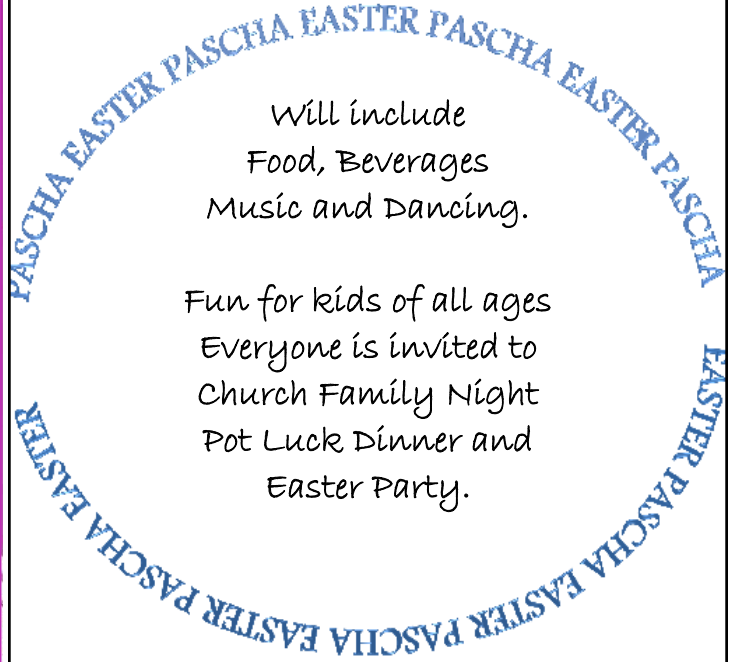 PASCHA EASTER PASCHA EASTER PASCHA EASTER PASCHA
Will include
Food, Beverages
Music and Dancing.
Fun for kids of all ages
Everyone is invited to
Church Family Night
Pot Luck Dinner and
Easter Party.
EASTER PASCHA EASTER PASCHA EASTER PASCHA EASTER